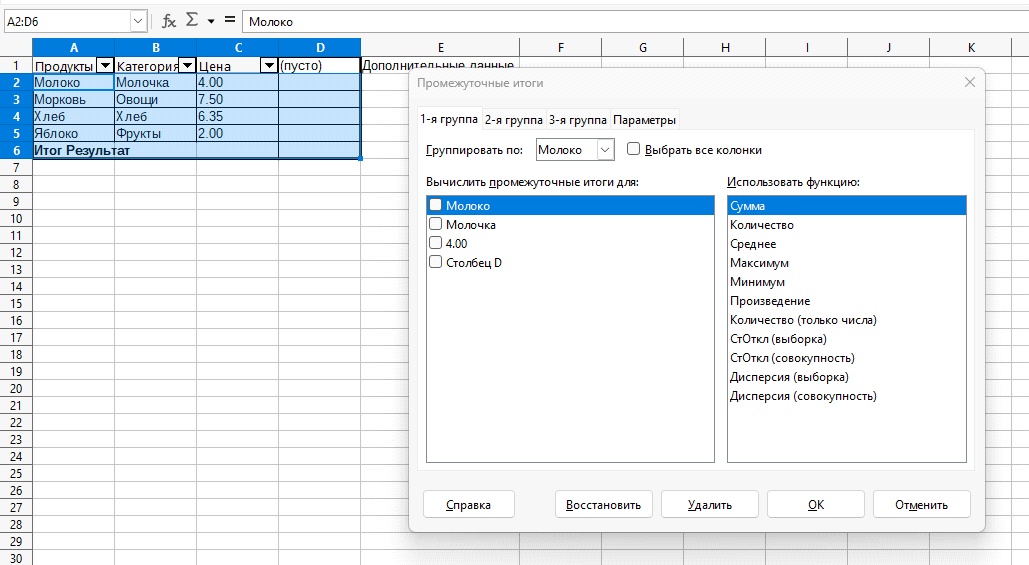 A2:D6 fx Σ = Молоко
A B C D E F G H I J K
1 Продукты Категория Цена (пусто) Дополнительные данные
2 Молоко Молочка 4.00
3 Морковь Овощи 7.50
4 Хлеб Хлеб 6.35
5 Яблоко Фрукты 2.00
6 Итог Результат
7
8
9
10
11
12
13
14
15
16
17
18
19
20
21
22
23
24
25
26
27
28
29
30
Промежуточные итоги
1-я группа 2-я группа 3-я группа Параметры
Группировать по: Молоко Выбрать все колонки
Вычислить промежуточные итоги для: Использовать функцию:
Молоко Сумма
Молочка Количество
4.00 Среднее
Столбец D Максимум
Минимум
Произведение
Количество (только числа)
СтОткл (выборка)
СтОткл (совокупность)
Дисперсия (выборка)
Дисперсия (совокупность)
Справка Восстановить Удалить OK Отменить